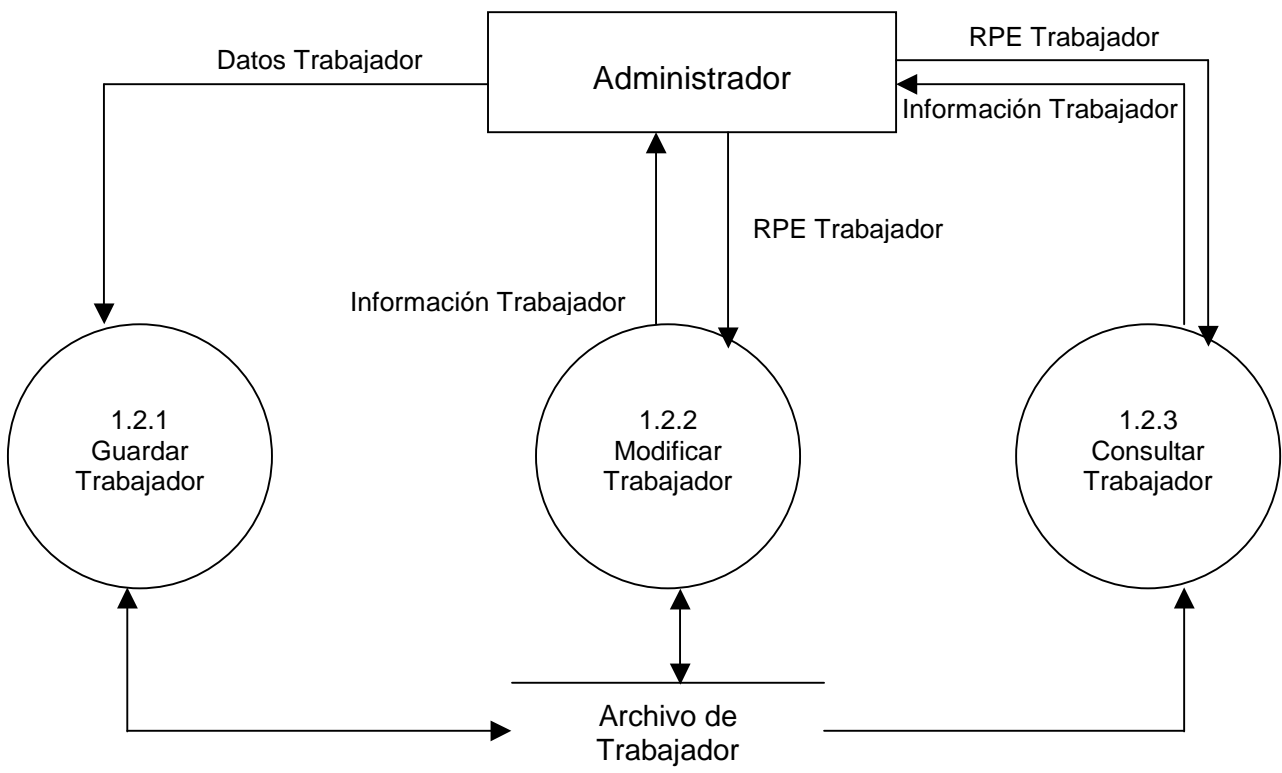 RPE Trabajador
Datos Trabajador
Administrador
Información Trabajador
RPE Trabajador
Información Trabajador
1.2.1
Guardar
Trabajador
1.2.2
Modificar
Trabajador
1.2.3
Consultar
Trabajador
Archivo de
Trabajador